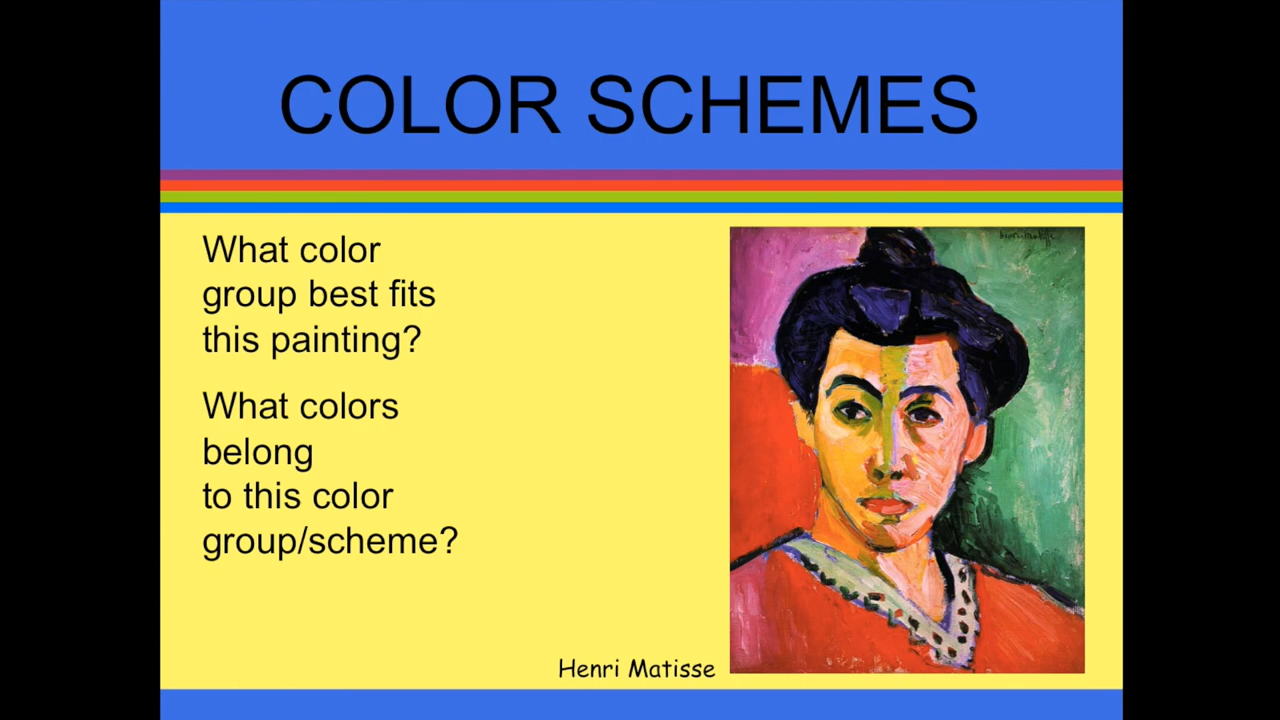 COLOR SCHEMES
What color
group best fits
this painting?
What colors
belong
to this color
group/scheme?
Henri Matisse